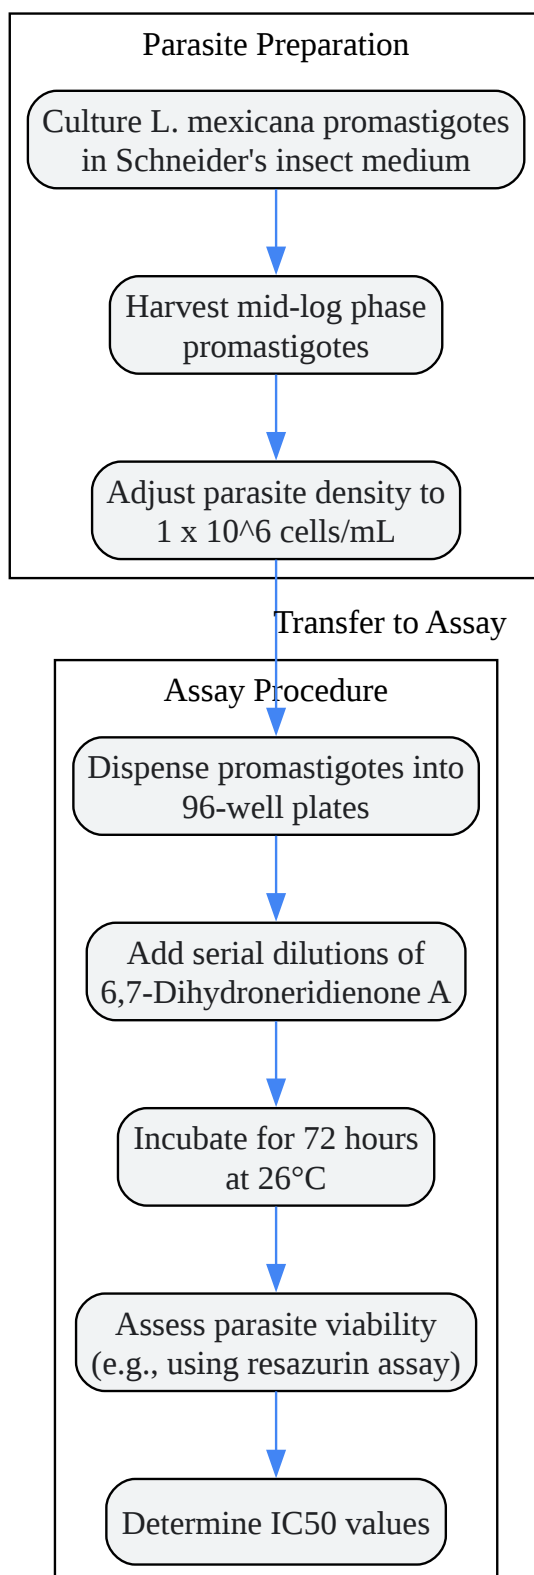 Parasite Preparation
Culture L. mexicana promastigotes
in Schneider's insect medium
Harvest mid-log phase
promastigotes
Adjust parasite density to
1 x 10^6 cells/mL
Transfer to Assay
Assay Procedure
Dispense promastigotes into
96-well plates
Add serial dilutions of
6,7-Dihydroneridienone A
Incubate for 72 hours
at 26°C
Assess parasite viability
(e.g., using resazurin assay)
Determine IC50 values